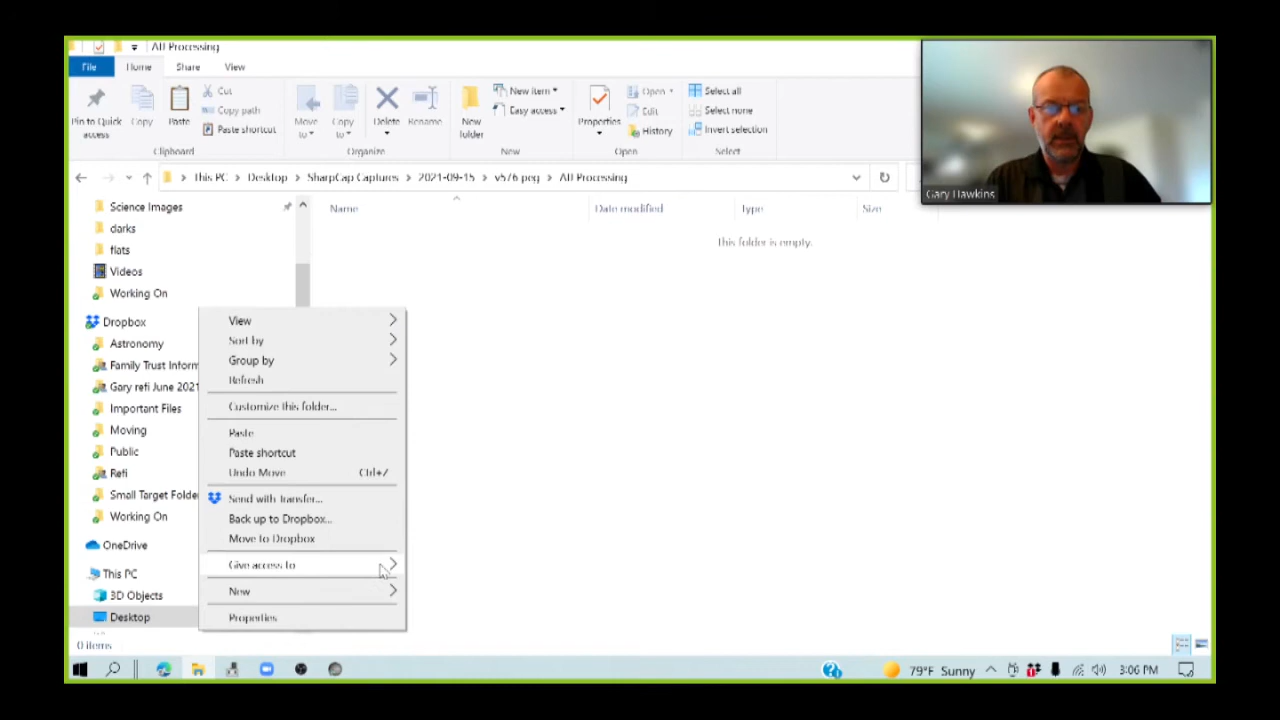 AIJ Processing
File Home Share View
Pin to Quick access
Copy
Paste
Cut
Copy path
Paste shortcut
Move to
Copy to
Delete
Rename
New folder
New item
Easy access
Properties
Open
Edit
History
Select all
Select none
Invert selection
Clipboard
Organize
New
Open
Select
Gary Hawkins
This PC > Desktop > SharpCap Captures > 2021-09-15 > v576 peg > AIJ Processing
Name Date modified Type Size
This folder is empty.
Science Images
darks
flats
Videos
Working On
Dropbox
Astronomy
Family Trust Inform
Gary refi June 2021
Important Files
Moving
Public
Refi
Small Target Folde
Working On
OneDrive
This PC
3D Objects
Desktop
View
Sort by
Group by
Refresh
Customize this folder...
Paste
Paste shortcut
Undo Move Ctrl+Z
Send with Transfer...
Back up to Dropbox...
Move to Dropbox
Give access to
New
Properties
0 items
79°F Sunny 3:06 PM